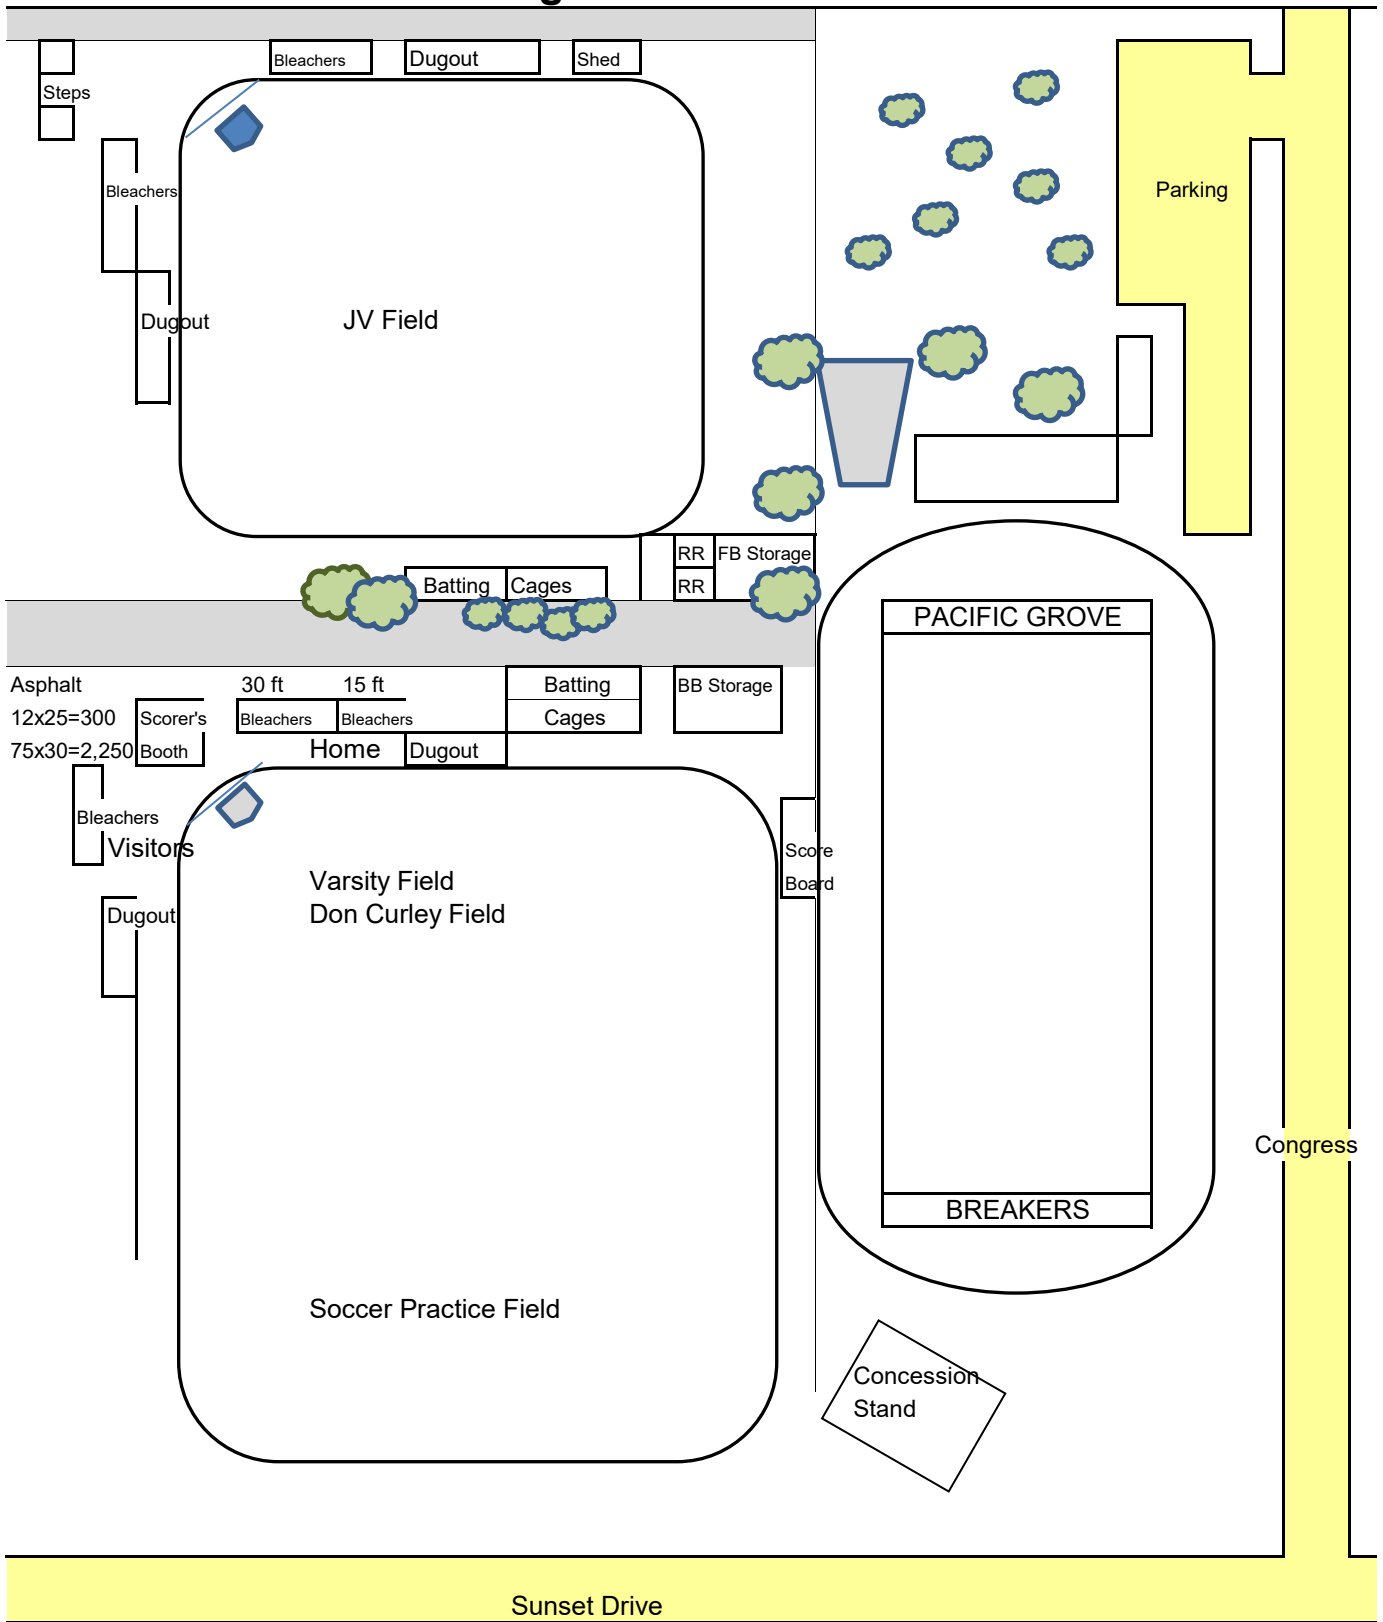 g
Bleachers
Dugout
Shed
Steps
Bleachers
Parking
Dugout
JV Field
RR
FB Storage
RR
Batting
Cages
PACIFIC GROVE
Asphalt
30 ft
15 ft
Batting
BB Storage
12x25=300
Scorer's
Bleachers
Bleachers
Cages
75x30=2,250
Booth
Home
Dugout
Bleachers
Visitors
Score
Board
Varsity Field
Don Curley Field
Dugout
Congress
BREAKERS
Soccer Practice Field
Concession
Stand
Sunset Drive